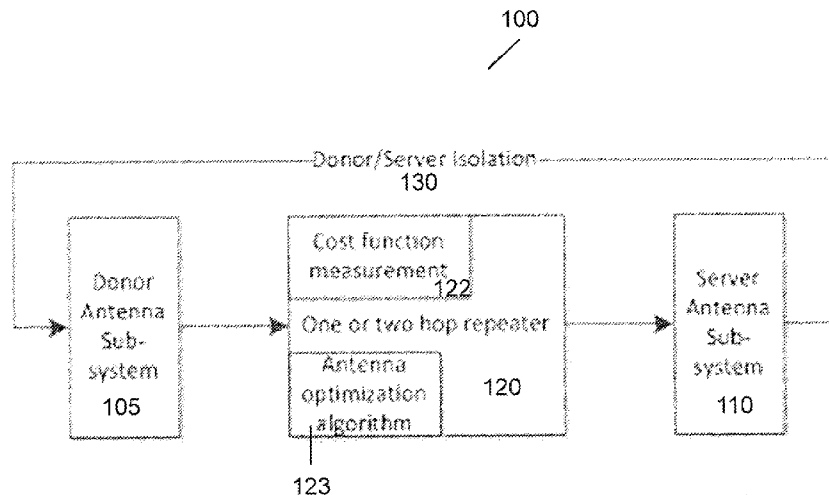 100
Donor/Server Isolation
130
Cost function
measurement
122
Donor
Antenna
Sub-
system
105
One or two hop repeater
120
Antenna
optimization
algorithm
123
Server
Antenna
Sub-
system
110